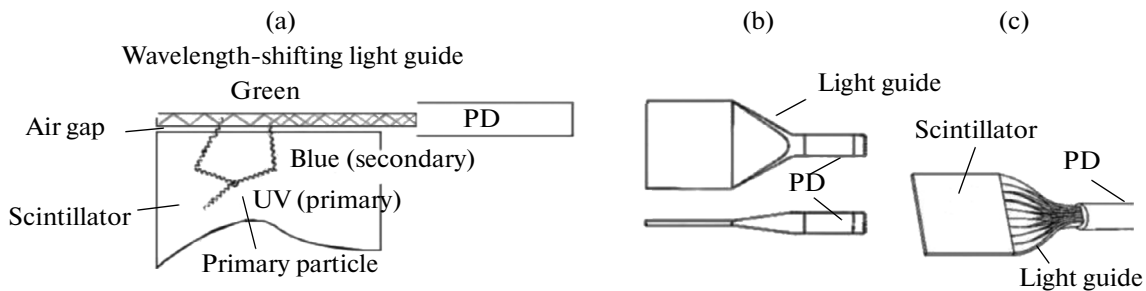 (a)
Wavelength-shifting light guide
Green
PD
Air gap
Blue (secondary)
UV (primary)
Scintillator
Primary particle
(b)
Light guide
PD
(c)
Scintillator
PD
Light guide